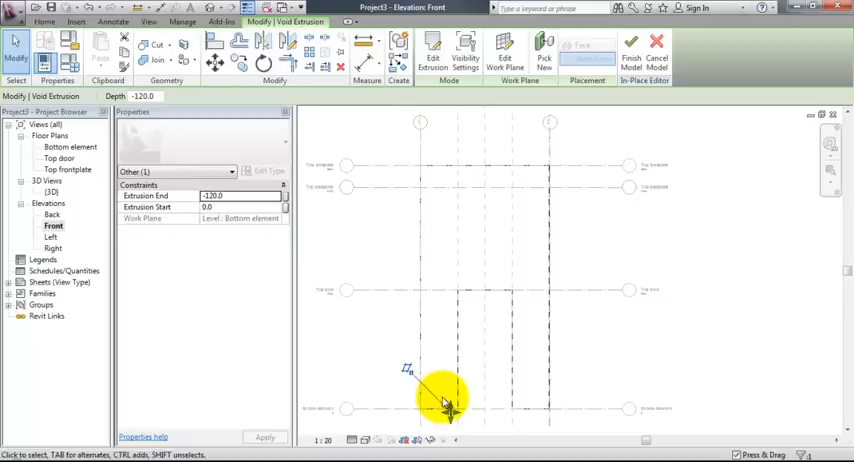 Project3 - Elevation: Front
Type a keyword or phrase
Sign In
Home Insert Annotate View Manage Add-Ins Modify | Void Extrusion
Modify
Paste
Cut
Join
Edit Extrusion
Visibility Settings
Edit Work Plane
Pick New
Face
Finish Model
Cancel Model
Select Properties Clipboard Geometry Modify Measure Create Mode Work Plane Placement In-Place Editor
Modify | Void Extrusion Depth -120.0
Project3 - Project Browser
Views (all)
Floor Plans
Bottom element
Top door
Top frontplate
3D Views
{3D}
Elevations
Back
Front
Left
Right
Legends
Schedules/Quantities
Sheets (View Type)
Families
Groups
Revit Links
Properties
Other (1)
Edit Type
Constraints
Extrusion End -120.0
Extrusion Start 0.0
Work Plane Level : Bottom element
Properties help
Apply
1 : 20
Click to select, TAB for alternates, CTRL adds, SHIFT unselects.
Press & Drag